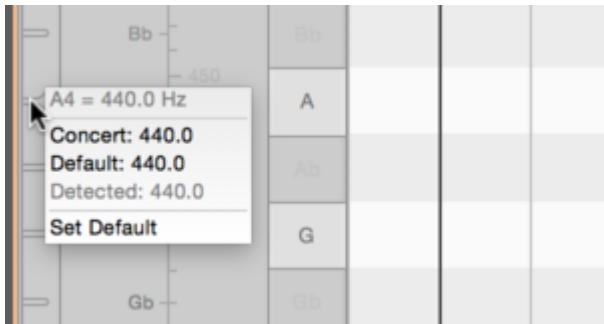 Bb
Bb
450
A4 = 440.0 Hz
A
Concert: 440.0
Default: 440.0
Ab
Detected: 440.0
Set Default
G
Gb
Gb